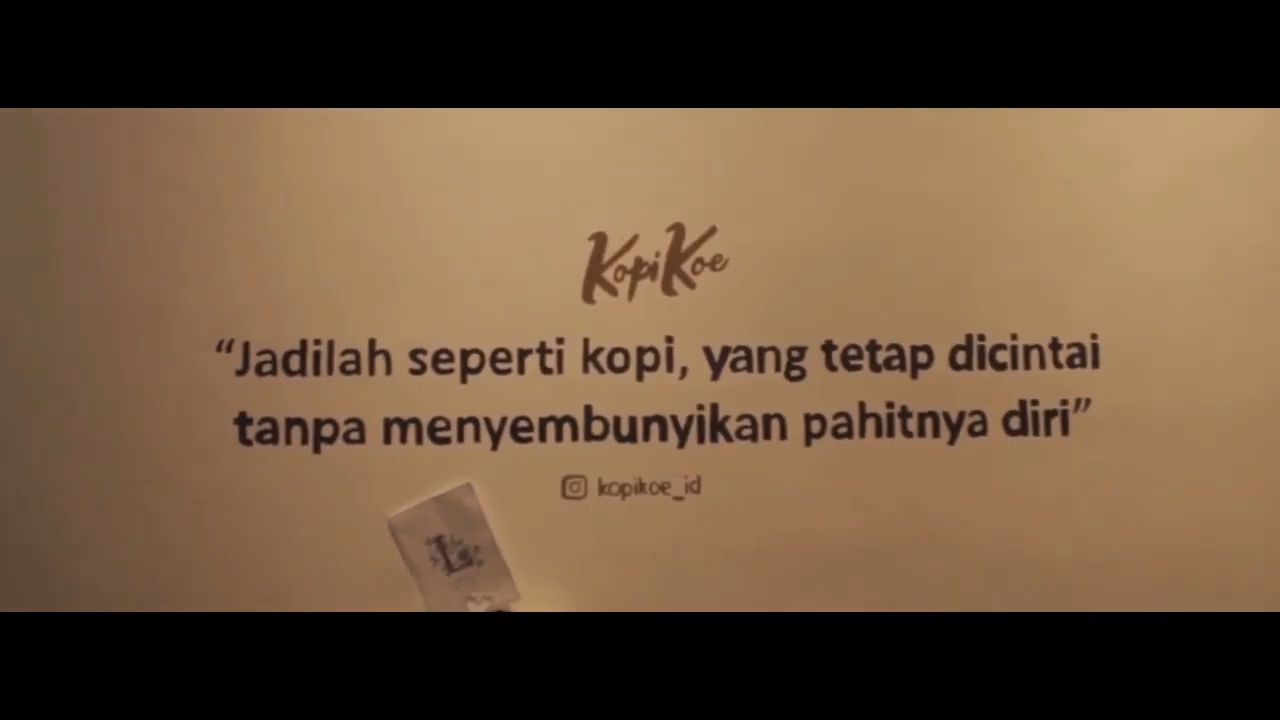 KopiKoe
“Jadilah seperti kopi, yang tetap dicintai
tanpa menyembunyikan pahitnya diri”
kopikoe_id
L